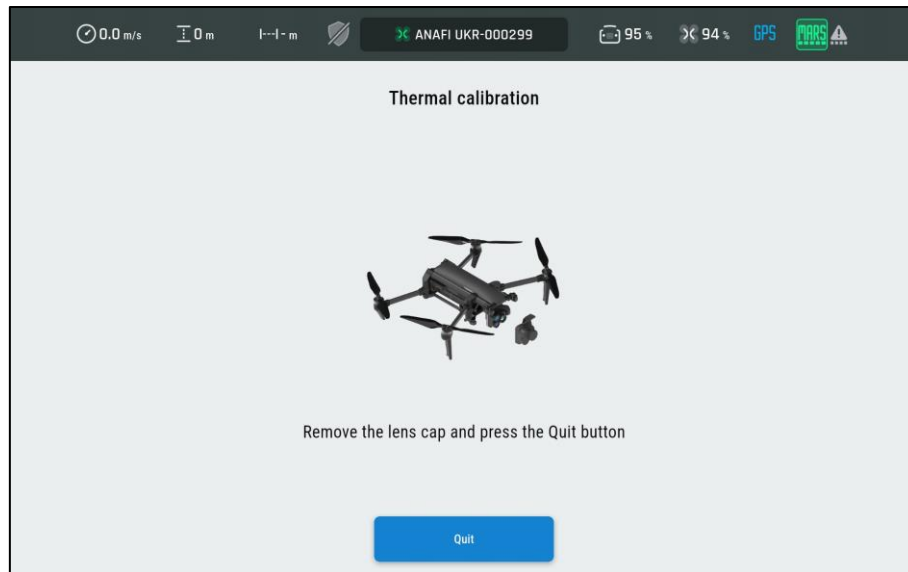 0.0 m/s 0 m I---I - m ANAFI UKR-000299 95 % 94 % GPS MARS
Thermal calibration
Remove the lens cap and press the Quit button
Quit